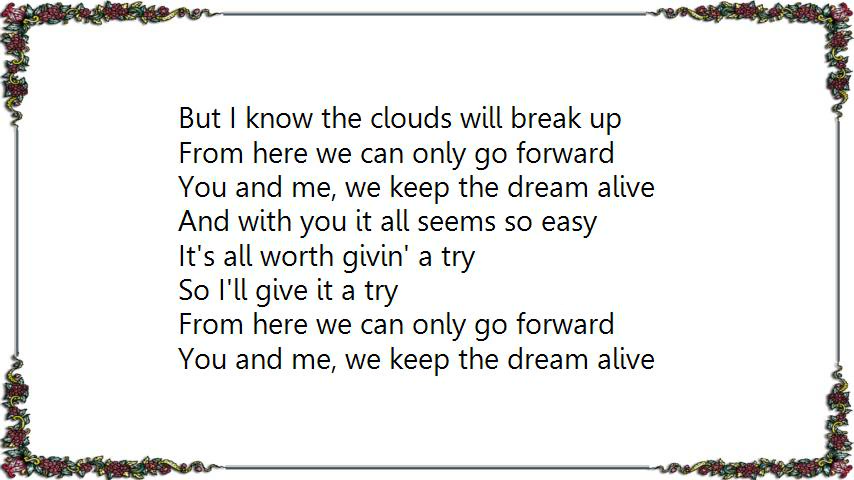 But I know the clouds will break up
From here we can only go forward
You and me, we keep the dream alive
And with you it all seems so easy
It's all worth givin' a try
So I'll give it a try
From here we can only go forward
You and me, we keep the dream alive